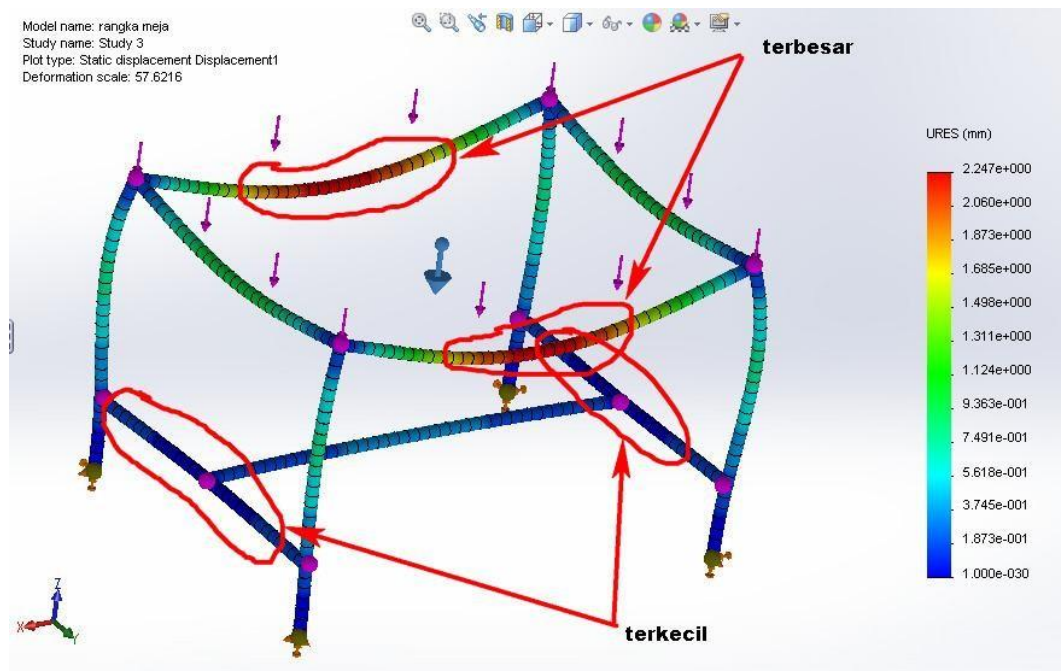 Model name: rangka meja
Study name: Study 3
Plot type: Static displacement Displacement1
Deformation scale: 57.6216
terbesar
URES (mm)
2.247e+000
2.060e+000
1.873e+000
1.685e+000
1.498e+000
1.311e+000
1.124e+000
9.363e-001
7.491e-001
5.618e-001
3.745e-001
1.873e-001
1.000e-030
Z
X
Y
terkecil